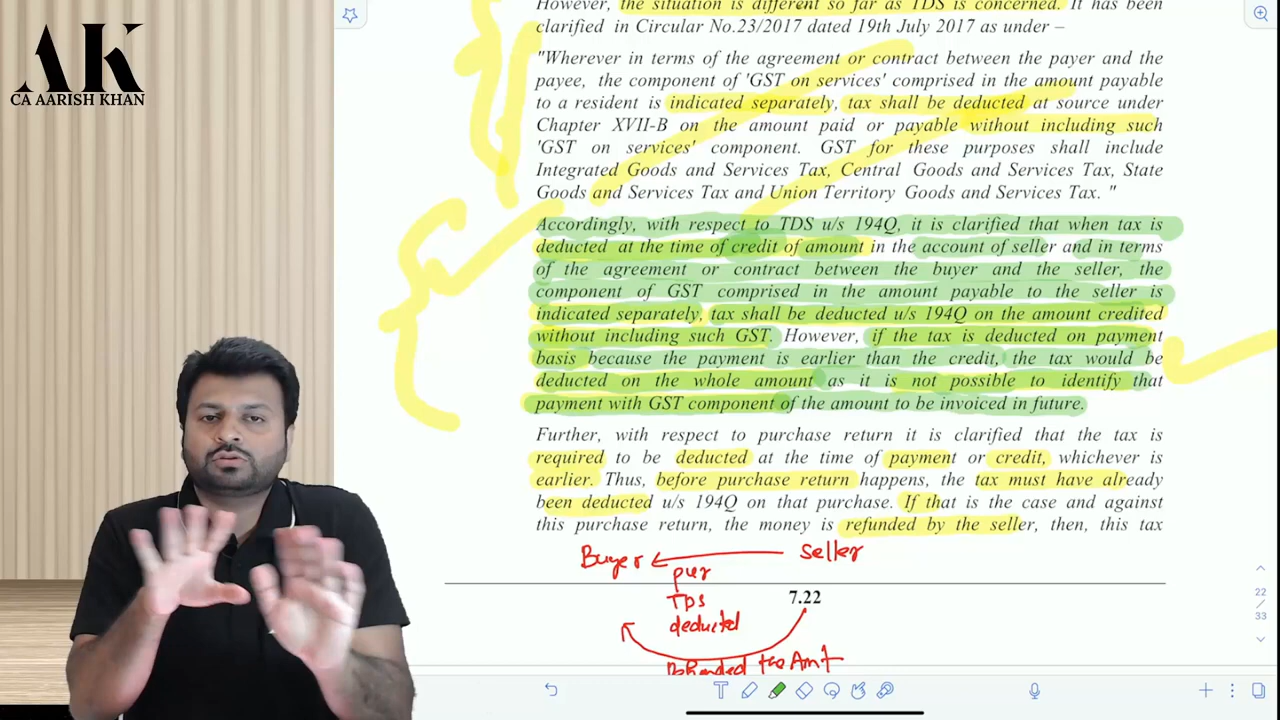 AK
CA AARISH KHAN
However, the situation is different so far as TDS is concerned. It has been
clarified in Circular No.23/2017 dated 19th July 2017 as under –
"Wherever in terms of the agreement or contract between the payer and the
payee, the component of 'GST on services' comprised in the amount payable
to a resident is indicated separately, tax shall be deducted at source under
Chapter XVII-B on the amount paid or payable without including such
'GST on services' component. GST for these purposes shall include
Integrated Goods and Services Tax, Central Goods and Services Tax, State
Goods and Services Tax and Union Territory Goods and Services Tax. "
Accordingly, with respect to TDS u/s 194Q, it is clarified that when tax is
deducted at the time of credit of amount in the account of seller and in terms
of the agreement or contract between the buyer and the seller, the
component of GST comprised in the amount payable to the seller is
indicated separately, tax shall be deducted u/s 194Q on the amount credited
without including such GST. However, if the tax is deducted on payment
basis because the payment is earlier than the credit, the tax would be
deducted on the whole amount as it is not possible to identify that
payment with GST component of the amount to be invoiced in future.
Further, with respect to purchase return it is clarified that the tax is
required to be deducted at the time of payment or credit, whichever is
earlier. Thus, before purchase return happens, the tax must have already
been deducted u/s 194Q on that purchase. If that is the case and against
this purchase return, the money is refunded by the seller, then, this tax
Buyer seller
pur
TDS 7.22
deducted
Refunded the Amt
22
33